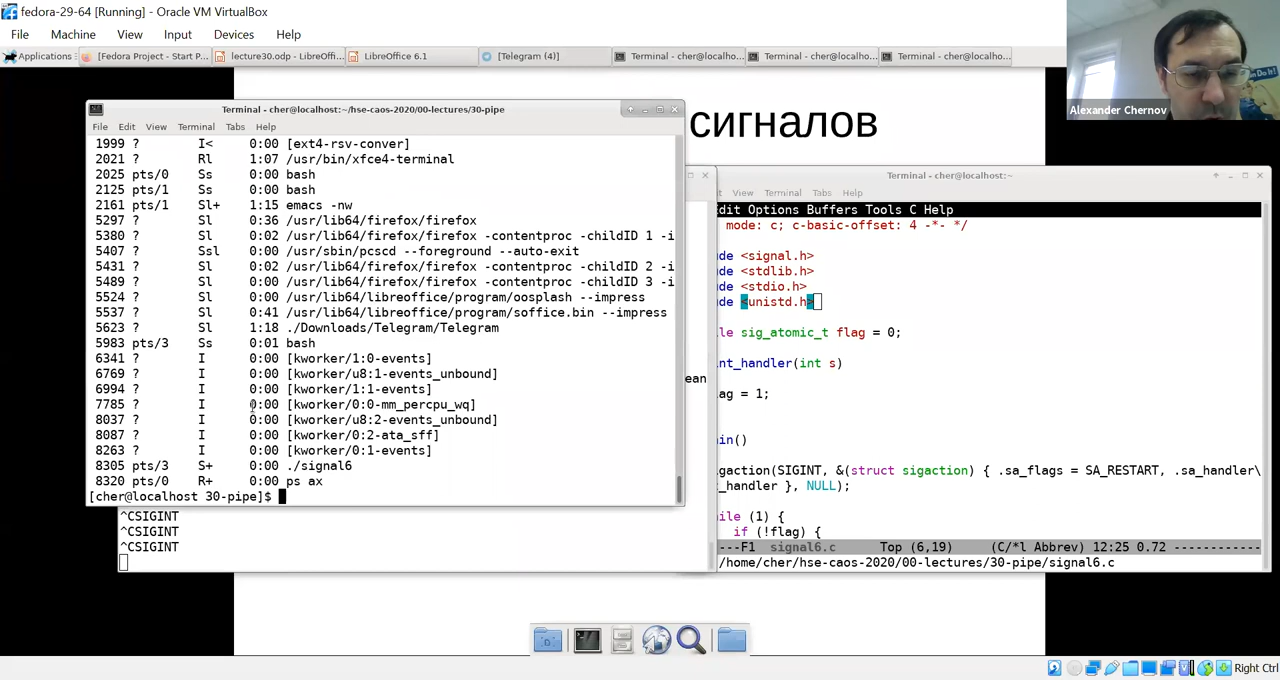 fedora-29-64 [Running] - Oracle VM VirtualBox
File Machine View Input Devices Help
Applications [Fedora Project - Start P... lecture30.odp - LibreOffi... LibreOffice 6.1 [Telegram (4)] Terminal - cher@localho... Terminal - cher@localho... Terminal - cher@localho...
Alexander Chernov
сигналов
Terminal - cher@localhost:~/hse-caos-2020/00-lectures/30-pipe
File Edit View Terminal Tabs Help
1999 ? I< 0:00 [ext4-rsv-conver]
2021 ? Rl 1:07 /usr/bin/xfce4-terminal
2025 pts/0 Ss 0:00 bash
2125 pts/1 Ss 0:00 bash
2161 pts/1 Sl+ 1:15 emacs -nw
5297 ? Sl 0:36 /usr/lib64/firefox/firefox
5380 ? Sl 0:02 /usr/lib64/firefox/firefox -contentproc -childID 1 -i
5407 ? Ssl 0:00 /usr/sbin/pcscd --foreground --auto-exit
5431 ? Sl 0:02 /usr/lib64/firefox/firefox -contentproc -childID 2 -i
5489 ? Sl 0:00 /usr/lib64/firefox/firefox -contentproc -childID 3 -i
5524 ? Sl 0:00 /usr/lib64/libreoffice/program/oosplash --impress
5537 ? Sl 0:41 /usr/lib64/libreoffice/program/soffice.bin --impress
5623 ? Sl 1:18 ./Downloads/Telegram/Telegram
5983 pts/3 Ss 0:01 bash
6341 ? I 0:00 [kworker/1:0-events]
6769 ? I 0:00 [kworker/u8:1-events_unbound]
6994 ? I 0:00 [kworker/1:1-events]
7785 ? I 0:00 [kworker/0:0-mm_percpu_wq]
8037 ? I 0:00 [kworker/u8:2-events_unbound]
8087 ? I 0:00 [kworker/0:2-ata_sff]
8263 ? I 0:00 [kworker/0:1-events]
8305 pts/3 S+ 0:00 ./signal6
8320 pts/0 R+ 0:00 ps ax
[cher@localhost 30-pipe]$
^CSIGINT
^CSIGINT
^CSIGINT
ean
Terminal - cher@localhost:~
t View Terminal Tabs Help
Edit Options Buffers Tools C Help
mode: c; c-basic-offset: 4 -*- */
ude <signal.h>
ude <stdlib.h>
ude <stdio.h>
ude <unistd.h>
le sig_atomic_t flag = 0;
int_handler(int s)
ag = 1;
in()
gaction(SIGINT, &(struct sigaction) { .sa_flags = SA_RESTART, .sa_handler\
_handler }, NULL);
ile (1) {
if (!flag) {
---F1 signal6.c Top (6,19) (C/*l Abbrev) 12:25 0.72 ------------
/home/cher/hse-caos-2020/00-lectures/30-pipe/signal6.c
Right Ctrl